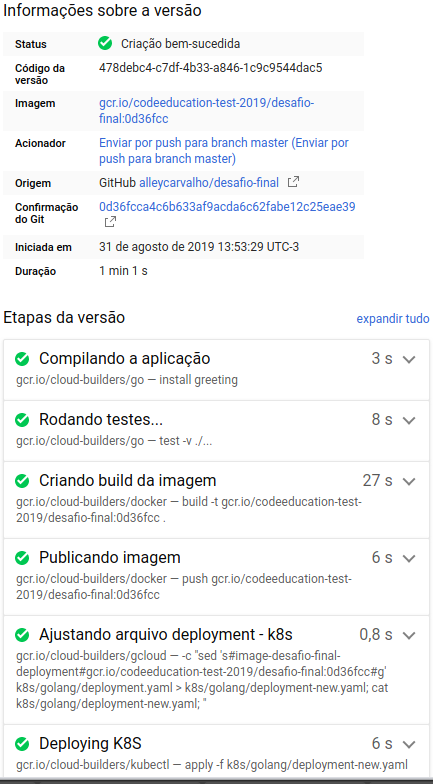 Informações sobre a versão
Status Criação bem-sucedida
Código da versão 478debc4-c7df-4b33-a846-1c9c9544dac5
Imagem gcr.io/codeeducation-test-2019/desafio-
final:0d36fcc
Acionador Enviar por push para branch master (Enviar por
push para branch master)
Origem GitHub alleycarvalho/desafio-final
Confirmação do Git 0d36fcca4c6b633af9acda6c62fabe12c25eae39
Iniciada em 31 de agosto de 2019 13:53:29 UTC-3
Duração 1 min 1 s
Etapas da versão expandir tudo
Compilando a aplicação 3 s
gcr.io/cloud-builders/go — install greeting
Rodando testes... 8 s
gcr.io/cloud-builders/go — test -v ./...
Criando build da imagem 27 s
gcr.io/cloud-builders/docker — build -t gcr.io/codeeducation-test-
2019/desafio-final:0d36fcc .
Publicando imagem 6 s
gcr.io/cloud-builders/docker — push gcr.io/codeeducation-test-
2019/desafio-final:0d36fcc
Ajustando arquivo deployment - k8s 0,8 s
gcr.io/cloud-builders/gcloud — -c "sed 's#image-desafio-final-
deployment#gcr.io/codeeducation-test-2019/desafio-final:0d36fcc#g'
k8s/golang/deployment.yaml > k8s/golang/deployment-new.yaml; cat
k8s/golang/deployment-new.yaml; "
Deploying K8S 6 s
gcr.io/cloud-builders/kubectl — apply -f k8s/golang/deployment-new.yaml